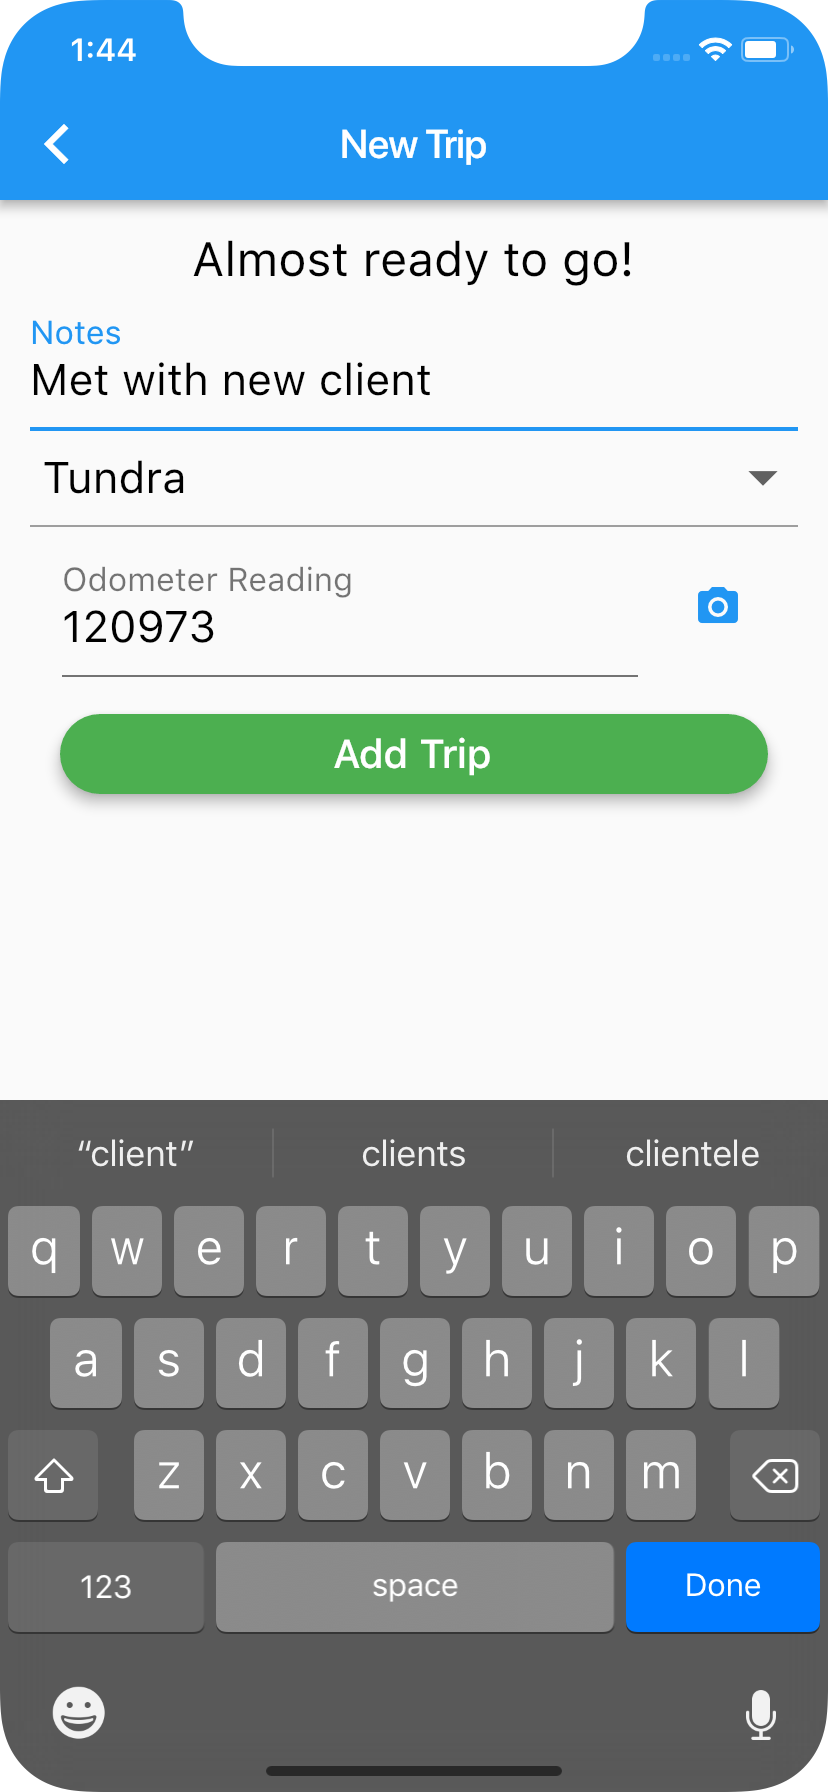 1:44
New Trip
Almost ready to go!
Notes
Met with new client
Tundra
Odometer Reading
120973
Add Trip
“client” clients clientele
q w e r t y u i o p
a s d f g h j k l
z x c v b n m
123 space Done